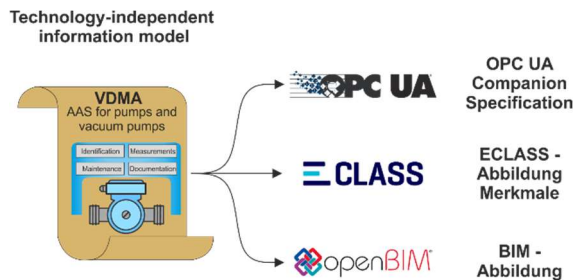 Technology-independent
information model
VDMA
AAS for pumps and
vacuum pumps
Identification
Measurements
Maintenance
Documentation
OPC UA
OPC UA
Companion
Specification
ECLASS
ECLASS -
Abbildung
Merkmale
openBIM
BIM -
Abbildung